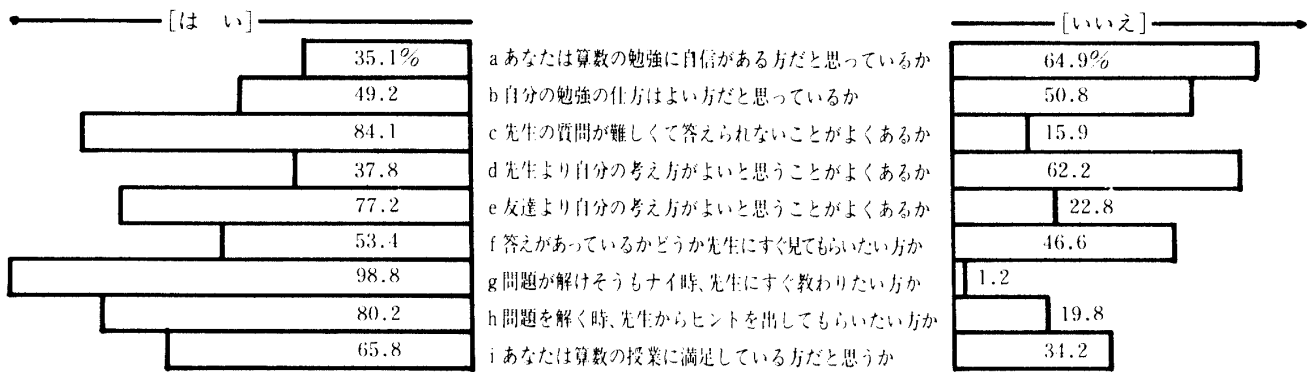 [はい] [いいえ]
35.1% a あなたは算数の勉強に自信がある方だと思っているか 64.9%
49.2 b 自分の勉強の仕方はよい方だと思っているか 50.8
84.1 c 先生の質問が難しくて答えられないことがよくあるか 15.9
37.8 d 先生より自分の考え方がよいと思うことがよくあるか 62.2
77.2 e 友達より自分の考え方がよいと思うことがよくあるか 22.8
53.4 f 答えがあっているかどうか先生にすぐ見てもらいたい方か 46.6
98.8 g 問題が解けそうもナイ時、先生にすぐ教わりたい方か 1.2
80.2 h 問題を解く時、先生からヒントを出してもらいたい方か 19.8
65.8 i あなたは算数の授業に満足している方だと思うか 34.2